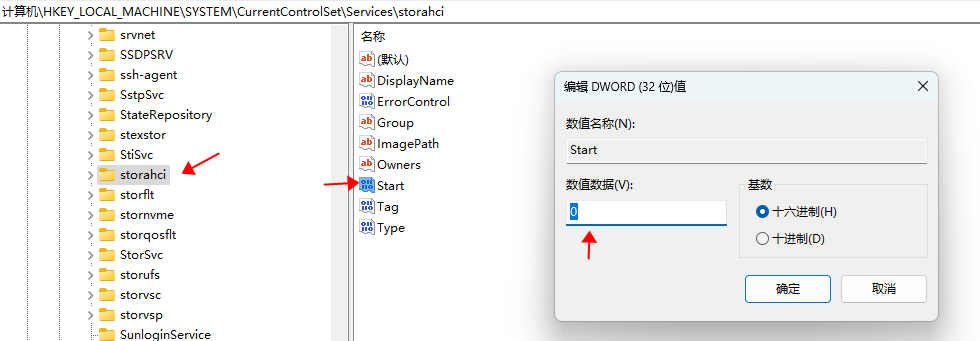 计算机\HKEY_LOCAL_MACHINE\SYSTEM\CurrentControlSet\Services\storahci
srvnet
SSDPSRV
ssh-agent
SstpSvc
StateRepository
stexstor
StiSvc
storahci
storflt
stornvme
storqosflt
StorSvc
storufs
storvsc
storvsp
SunloginService
名称
(默认)
DisplayName
ErrorControl
Group
ImagePath
Owners
Start
Tag
Type
编辑 DWORD (32 位)值
数值名称(N):
Start
数值数据(V):
0
基数
十六进制(H)
十进制(D)
确定
取消